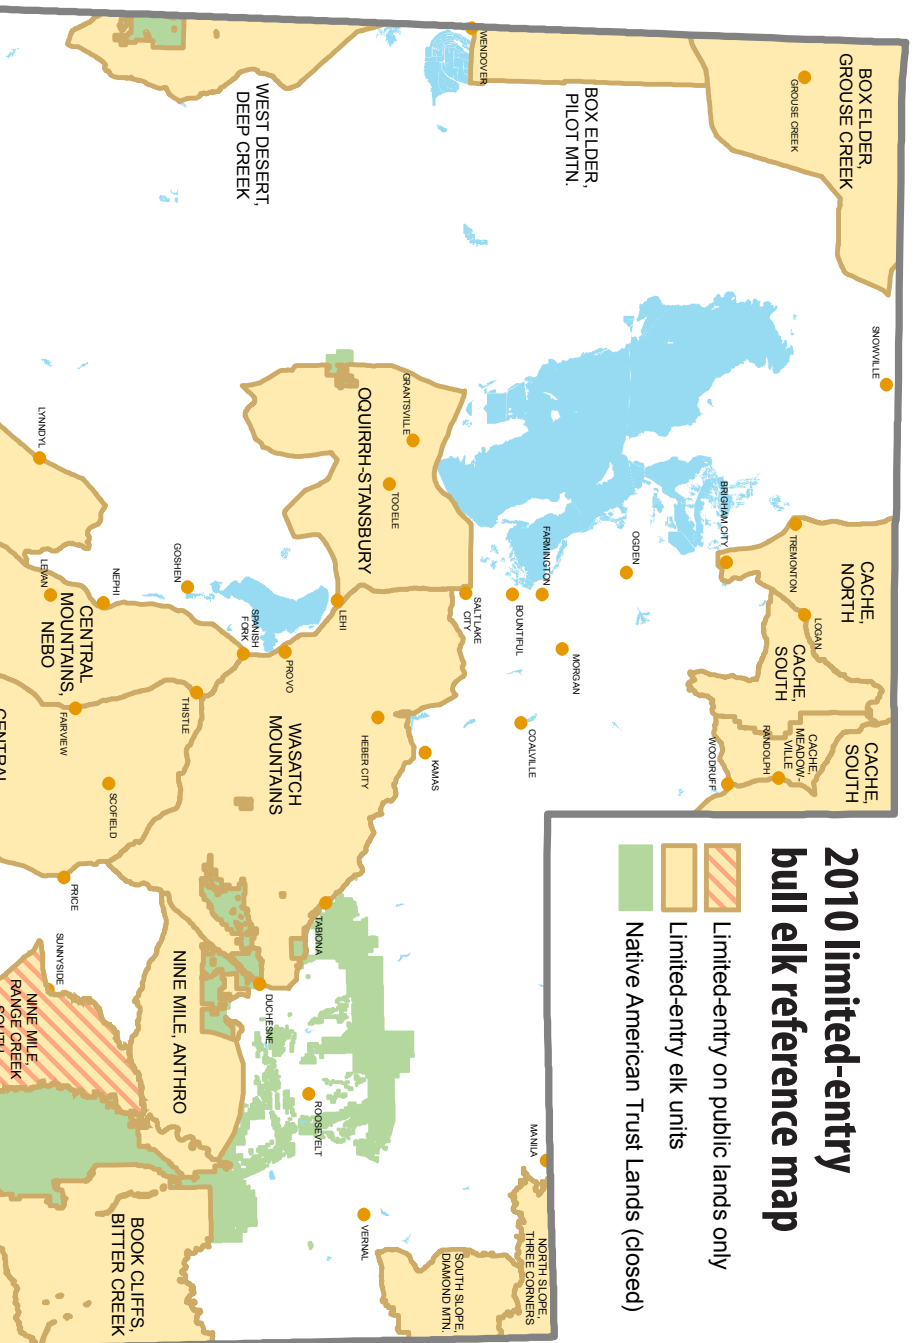 2010 limited-entry
bull elk reference map
Limited-entry on public lands only
Limited-entry elk units
Native American Trust Lands (closed)
BOX ELDER,
GROUSE CREEK
GROUSE CREEK
SNOWVILLE
BOX ELDER,
PILOT MTN.
WENDOVER
WEST DESERT,
DEEP CREEK
CACHE,
NORTH
TREMONTON
LOGAN
CACHE,
SOUTH
CACHE,
SOUTH
CACHE,
MEADOW-
VILLE
RANDOLPH
WOODRUFF
BRIGHAM CITY
OGDEN
MORGAN
FARMINGTON
BOUNTIFUL
COALVILLE
SALT LAKE
CITY
GRANTSVILLE
TOOELE
OQUIRRH-STANSBURY
LEHI
KAMAS
HEBER CITY
PROVO
SPANISH
FORK
WASATCH
MOUNTAINS
GOSHEN
THISTLE
NEPHI
LYNNDYL
LEVAN
CENTRAL
MOUNTAINS,
NEBO
FAIRVIEW
SCOFIELD
PRICE
CENTRAL
TABIONA
DUCHESNE
ROOSEVELT
VERNAL
MANILA
NORTH SLOPE,
THREE CORNERS
SOUTH SLOPE,
DIAMOND MTN.
NINE MILE, ANTHRO
SUNNYSIDE
NINE MILE,
RANGE CREEK
SOUTH
BOOK CLIFFS,
BITTER CREEK